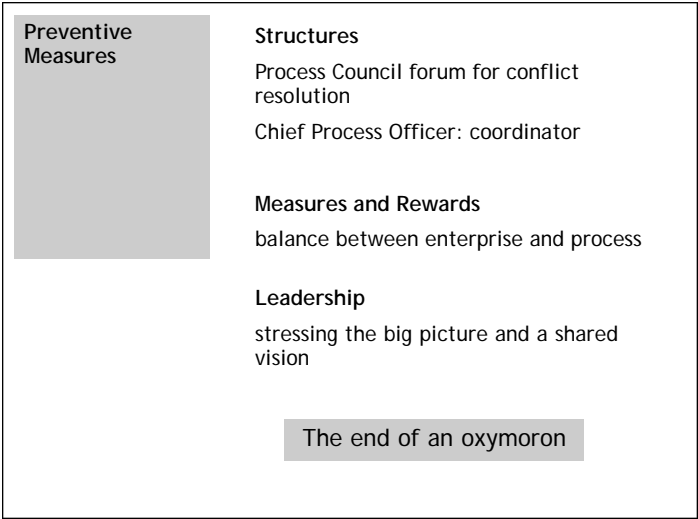 Preventive
Measures
Structures
Process Council forum for conflict
resolution
Chief Process Officer: coordinator
Measures and Rewards
balance between enterprise and process
Leadership
stressing the big picture and a shared
vision
The end of an oxymoron